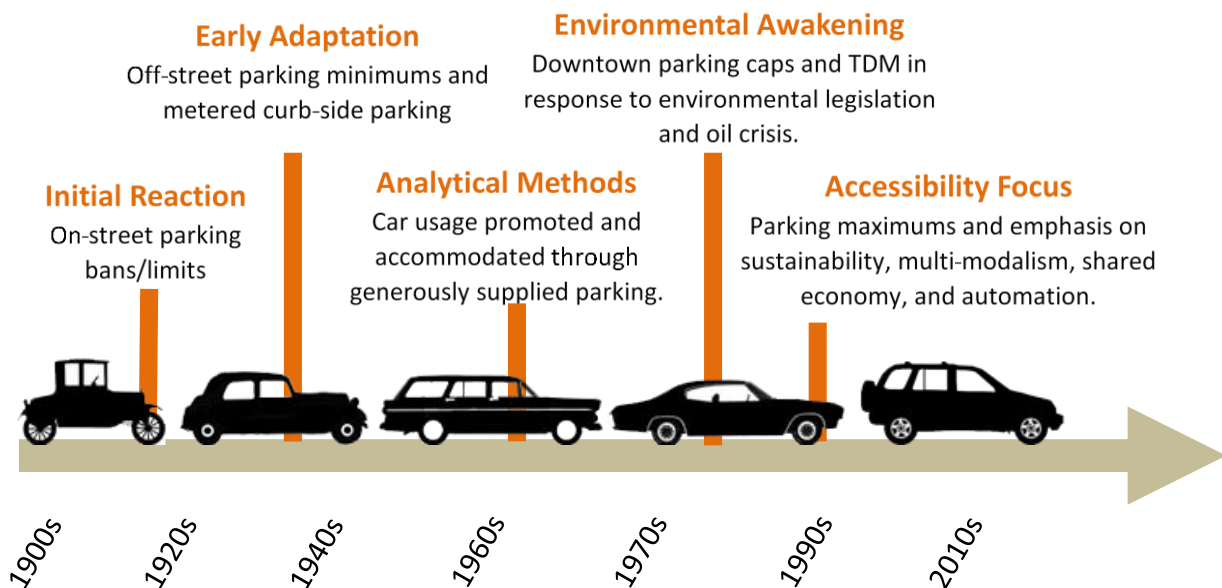 Early Adaptation
Off-street parking minimums and
metered curb-side parking
Environmental Awakening
Downtown parking caps and TDM in
response to environmental legislation
and oil crisis.
Initial Reaction
On-street parking
bans/limits
Analytical Methods
Car usage promoted and
accommodated through
generously supplied parking.
Accessibility Focus
Parking maximums and emphasis on
sustainability, multi-modalism, shared
economy, and automation.
1900s
1920s
1940s
1960s
1970s
1990s
2010s